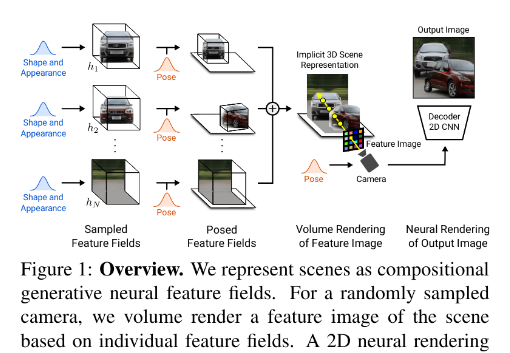 Output Image
Implicit 3D Scene
Representation
Shape and
Appearance
h1
Pose
Shape and
Appearance
h2
Pose
Decoder
2D CNN
Feature Image
Shape and
Appearance
hN
Pose
Pose
Camera
Sampled
Feature Fields
Posed
Feature Fields
Volume Rendering
of Feature Image
Neural Rendering
of Output Image
Figure 1: Overview. We represent scenes as compositional
generative neural feature fields. For a randomly sampled
camera, we volume render a feature image of the scene
based on individual feature fields. A 2D neural rendering